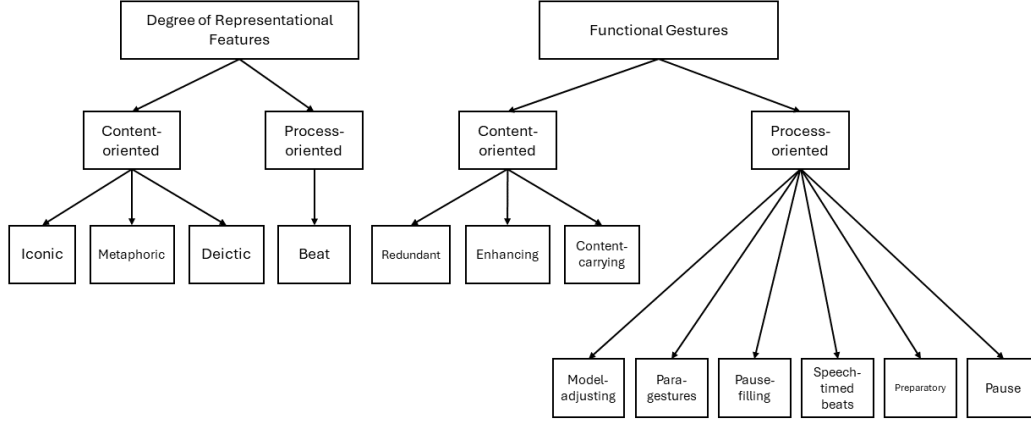 Degree of Representational
Features
Functional Gestures
Content-
oriented
Process-
oriented
Content-
oriented
Process-
oriented
Iconic
Metaphoric
Deictic
Beat
Redundant
Enhancing
Content-
carrying
Model-
adjusting
Para-
gestures
Pause-
filling
Speech-
timed
beats
Preparatory
Pause